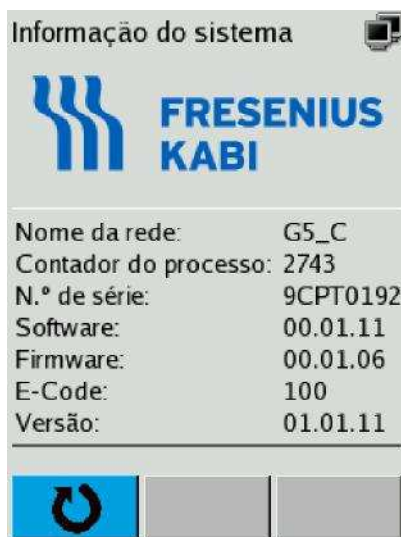 Informação do sistema
FRESENIUS
KABI
Nome da rede: G5_C
Contador do processo: 2743
N.º de série: 9CPT0192
Software: 00.01.11
Firmware: 00.01.06
E-Code: 100
Versão: 01.01.11